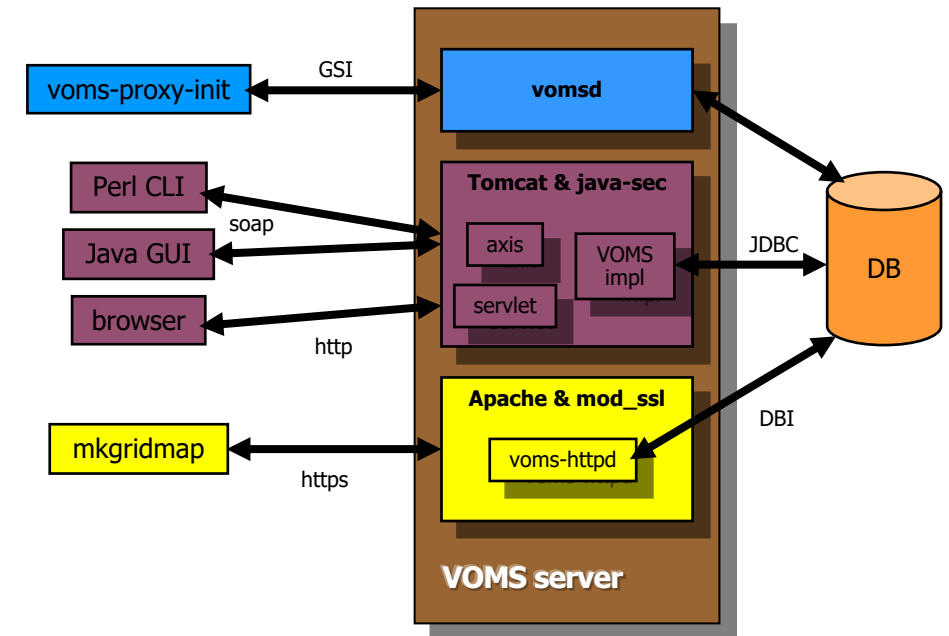 GSI
voms-proxy-init
vomsd
Perl CLI
Tomcat & java-sec
soap
axis
JDBC
Java GUI
VOMS
impl
DB
servlet
browser
http
Apache & mod_ssl
DBI
mkgridmap
voms-httpd
https
VOMS server